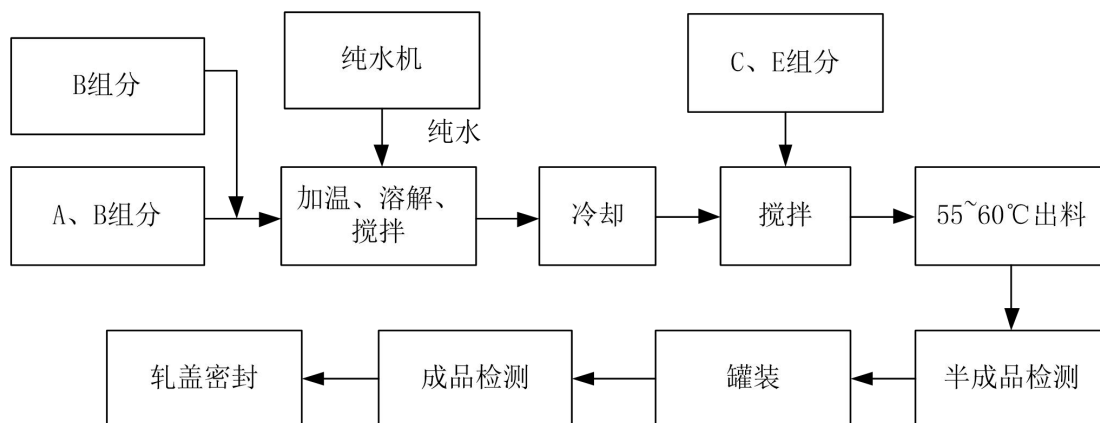 B组分
纯水机
C、E组分
纯水
A、B组分
加温、溶解、
搅拌
冷却
搅拌
55~60℃出料
轧盖密封
成品检测
罐装
半成品检测